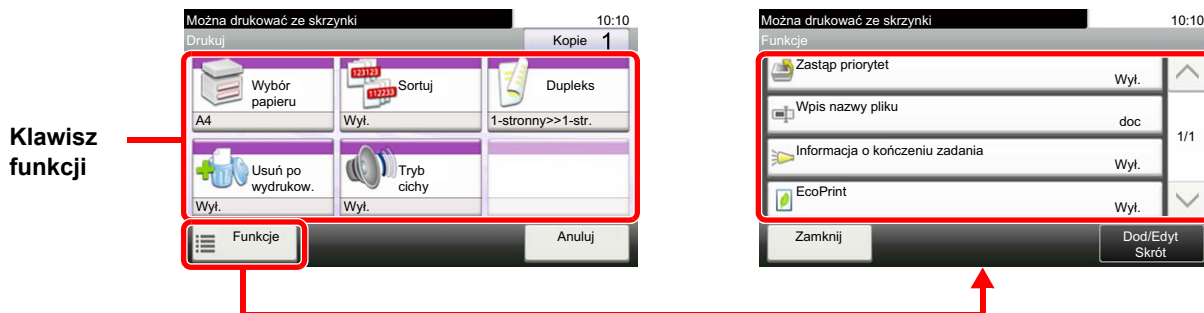 Klawisz
funkcji
Można drukować ze skrzynki 10:10
Drukuj Kopie 1
Wybór
papieru
A4
123123
112233
Sortuj
Wył.
Dupleks
1-stronny>>1-str.
Usuń po
wydrukow.
Wył.
Tryb
cichy
Wył.
Funkcje Anuluj
Można drukować ze skrzynki 10:10
Funkcje
Zastąp priorytet
Wył.
Wpis nazwy pliku
doc
1/1
Informacja o kończeniu zadania
Wył.
EcoPrint
Wył.
Zamknij
Dod/Edyt
Skrót